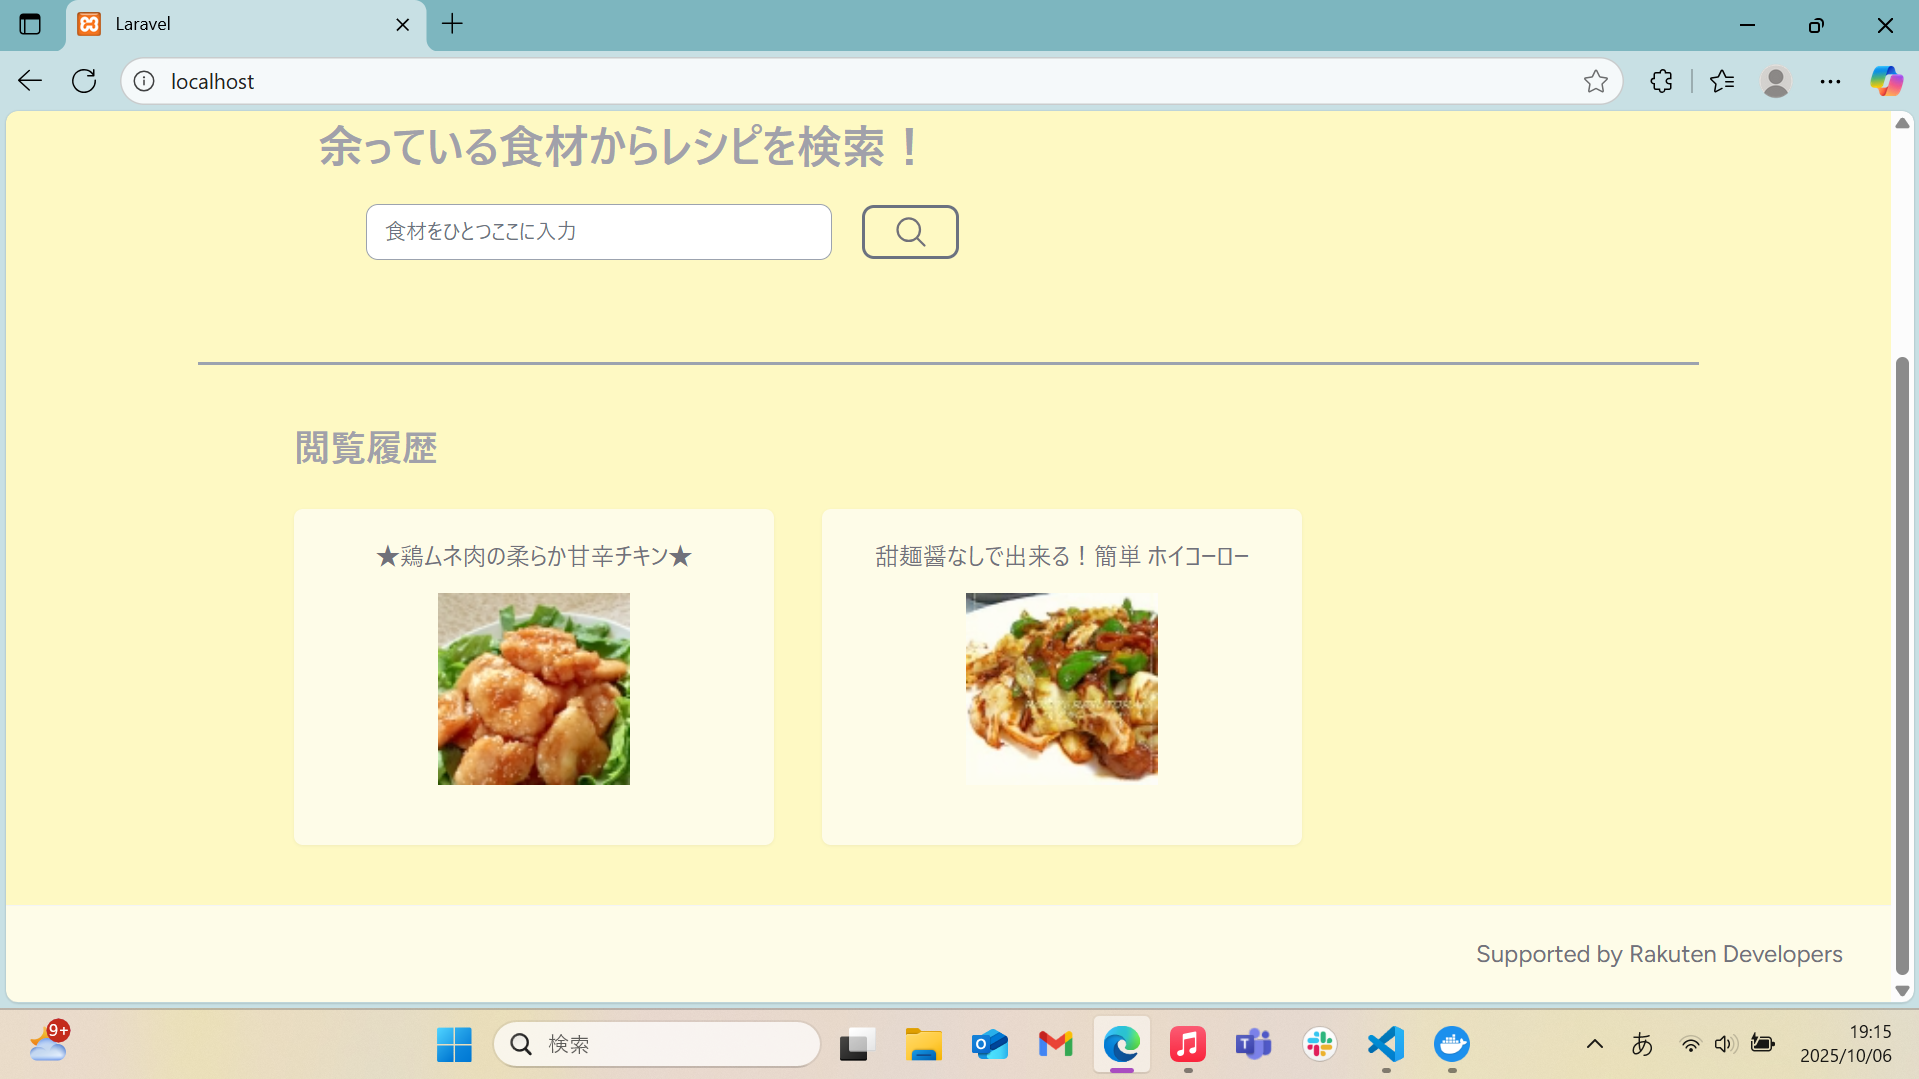 Laravel
localhost
余っている食材からレシピを検索！
食材をひとつここに入力
閲覧履歴
★鶏ムネ肉の柔らか甘辛チキン★
甜麺醤なしで出来る！簡単 ホイコーロー
Supported by Rakuten Developers
9+
検索
あ
19:15
2025/10/06